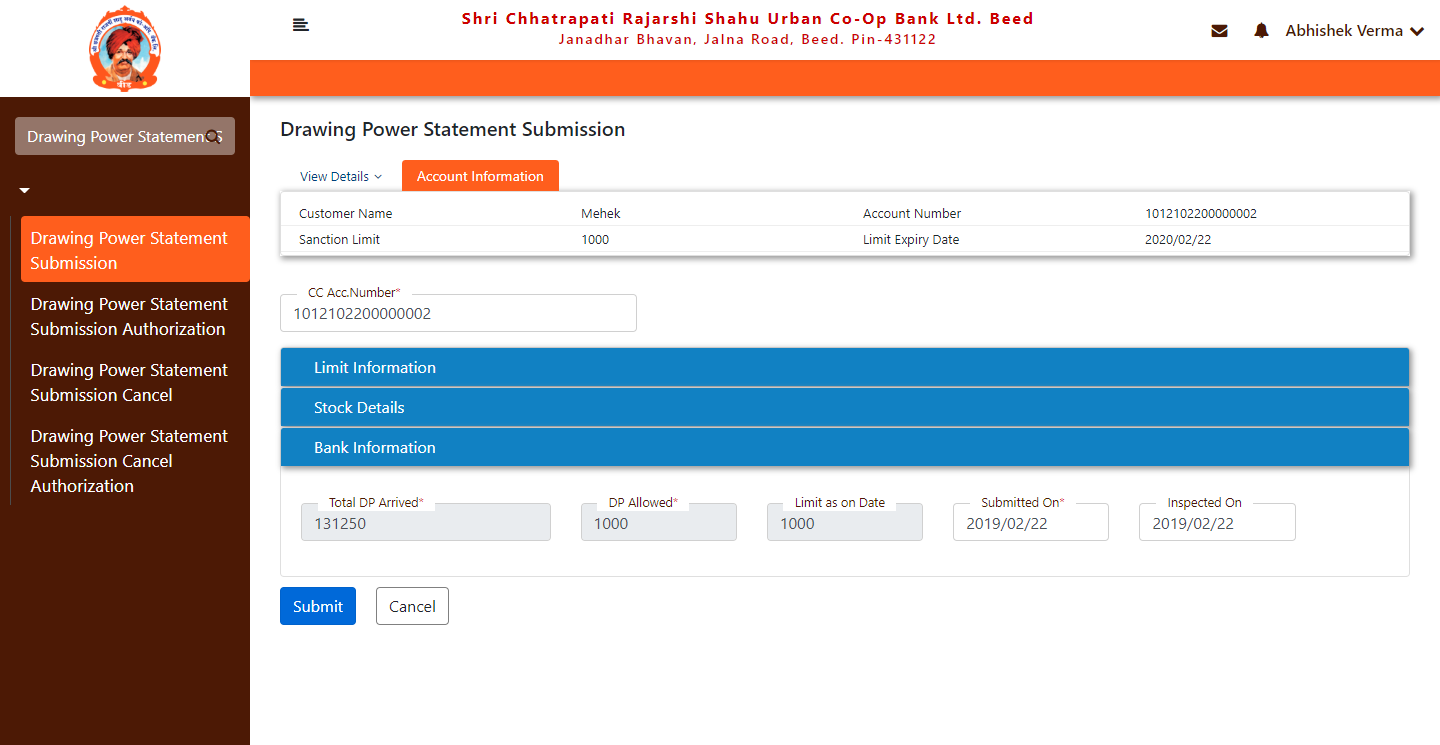 Shri Chhatrapati Rajarshi Shahu Urban Co-Op Bank Ltd. Beed
Janadhar Bhavan, Jalna Road, Beed. Pin-431122
Abhishek Verma
बीड
Drawing Power Statement
Drawing Power Statement
Submission
Drawing Power Statement
Submission Authorization
Drawing Power Statement
Submission Cancel
Drawing Power Statement
Submission Cancel
Authorization
Drawing Power Statement Submission
View Details
Account Information
Customer Name Mehek Account Number 1012102200000002
Sanction Limit 1000 Limit Expiry Date 2020/02/22
CC Acc.Number*
1012102200000002
Limit Information
Stock Details
Bank Information
Total DP Arrived* DP Allowed* Limit as on Date Submitted On* Inspected On
131250 1000 1000 2019/02/22 2019/02/22
Submit Cancel